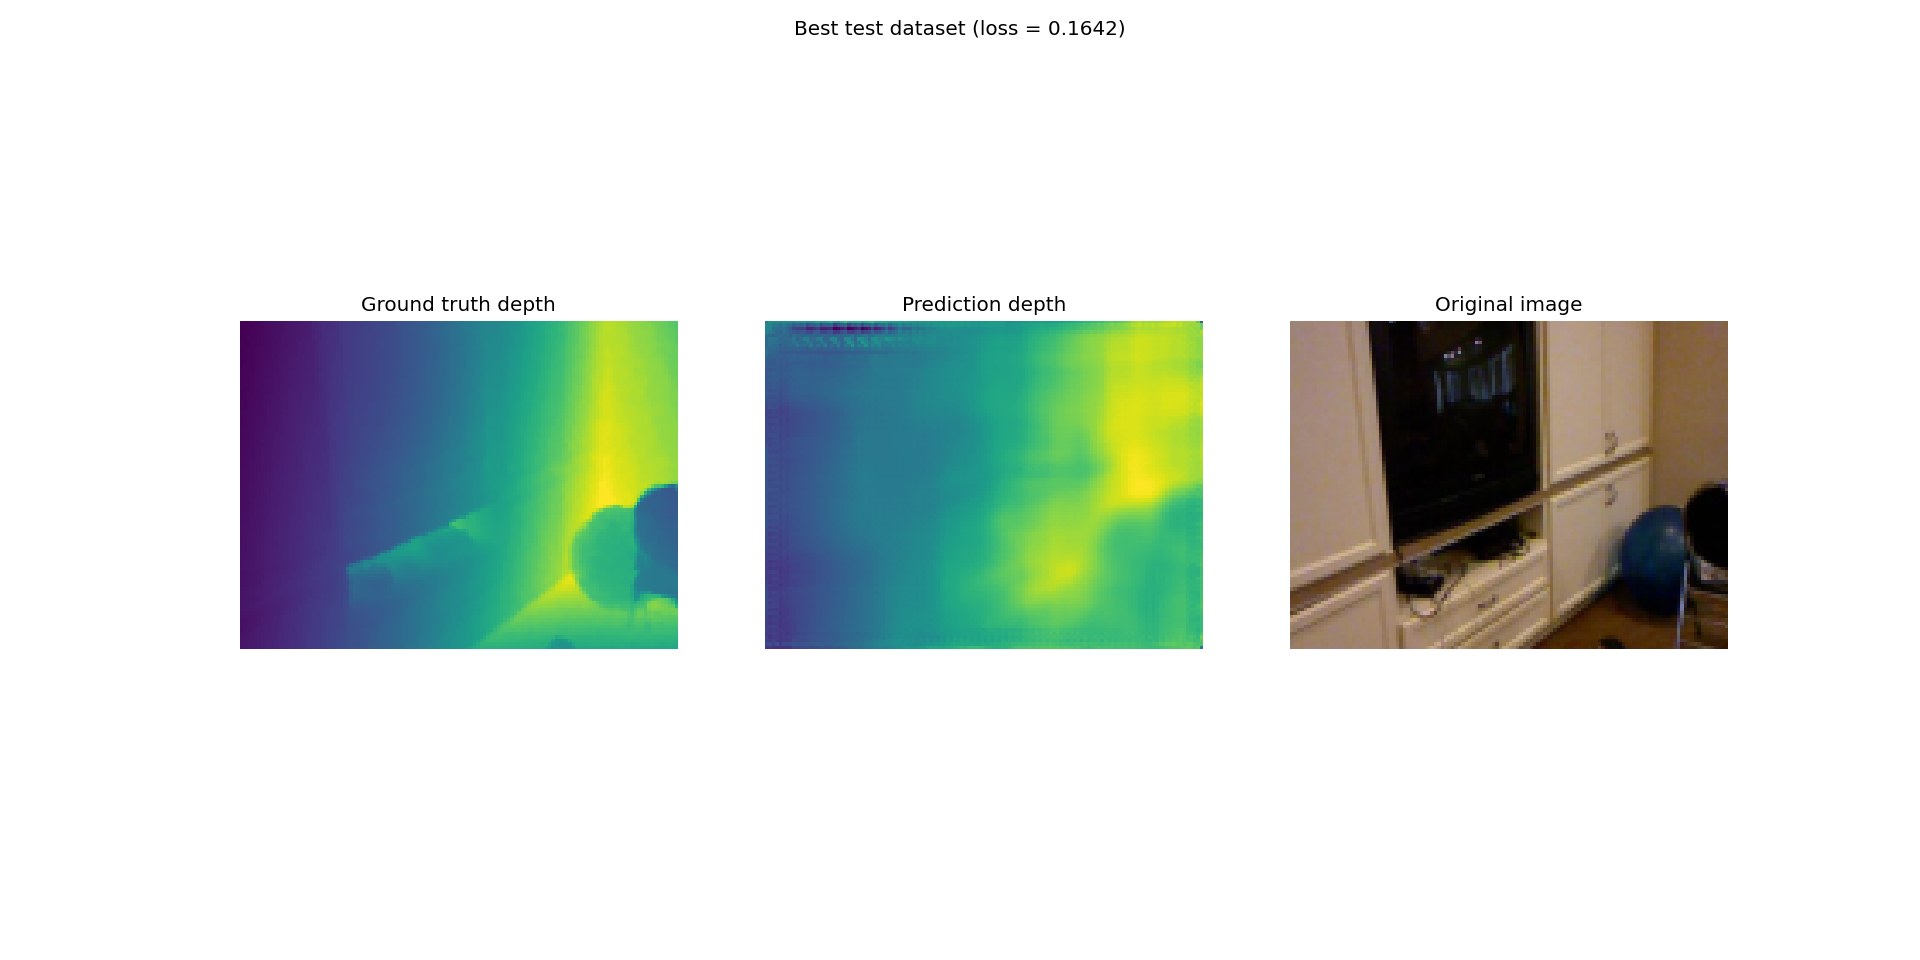 Best test dataset (loss = 0.1642)
Ground truth depth
Prediction depth
Original image